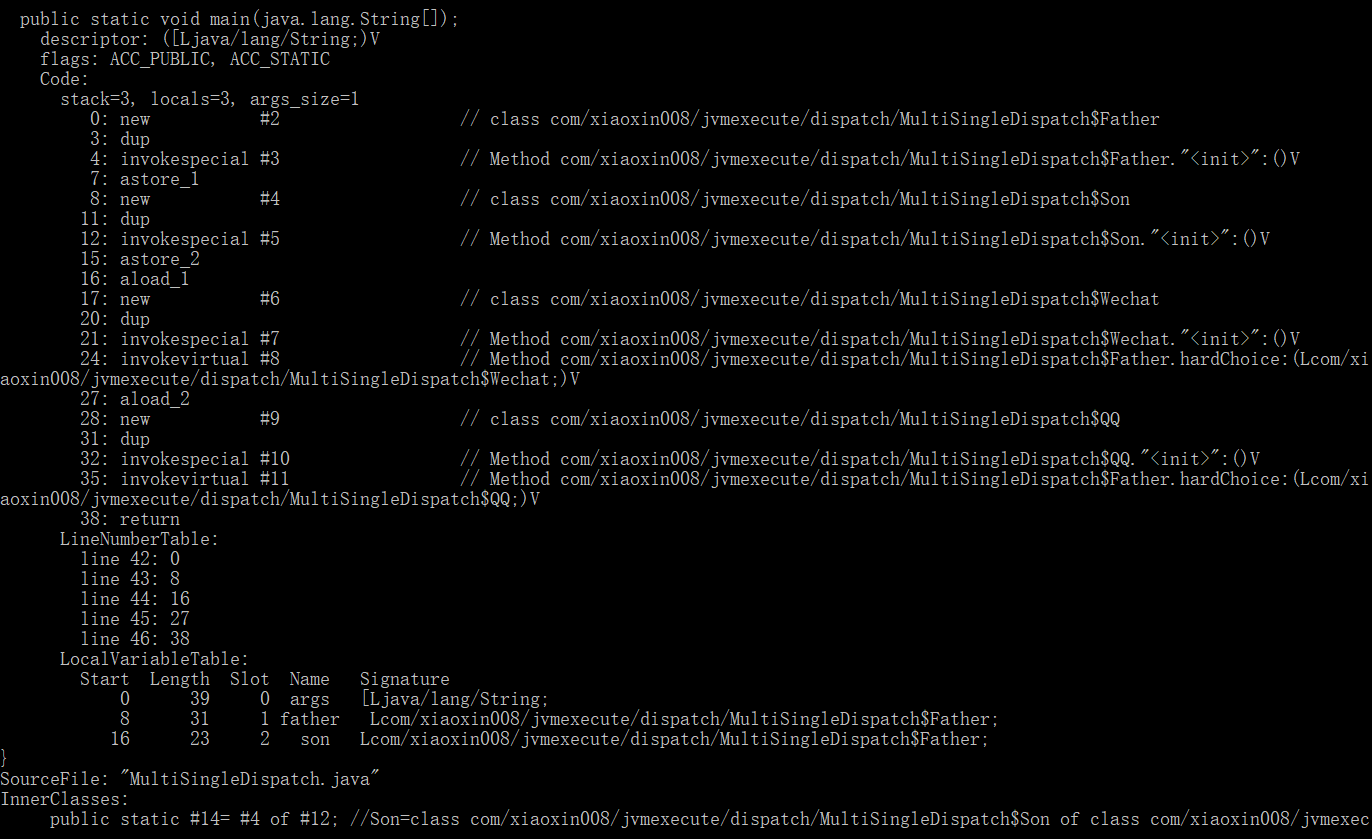 public static void main(java.lang.String[]);
descriptor: ([Ljava/lang/String;)V
flags: ACC_PUBLIC, ACC_STATIC
Code:
stack=3, locals=3, args_size=1
0: new #2 // class com/xiaoxin008/jvmexecute/dispatch/MultiSingleDispatch$Father
3: dup
4: invokespecial #3 // Method com/xiaoxin008/jvmexecute/dispatch/MultiSingleDispatch$Father."<init>":()V
7: astore_1
8: new #4 // class com/xiaoxin008/jvmexecute/dispatch/MultiSingleDispatch$Son
11: dup
12: invokespecial #5 // Method com/xiaoxin008/jvmexecute/dispatch/MultiSingleDispatch$Son."<init>":()V
15: astore_2
16: aload_1
17: new #6 // class com/xiaoxin008/jvmexecute/dispatch/MultiSingleDispatch$Wechat
20: dup
21: invokespecial #7 // Method com/xiaoxin008/jvmexecute/dispatch/MultiSingleDispatch$Wechat."<init>":()V
24: invokevirtual #8 // Method com/xiaoxin008/jvmexecute/dispatch/MultiSingleDispatch$Father.hardChoice:(Lcom/xi
aoxin008/jvmexecute/dispatch/MultiSingleDispatch$Wechat;)V
27: aload_2
28: new #9 // class com/xiaoxin008/jvmexecute/dispatch/MultiSingleDispatch$QQ
31: dup
32: invokespecial #10 // Method com/xiaoxin008/jvmexecute/dispatch/MultiSingleDispatch$QQ."<init>":()V
35: invokevirtual #11 // Method com/xiaoxin008/jvmexecute/dispatch/MultiSingleDispatch$Father.hardChoice:(Lcom/xi
aoxin008/jvmexecute/dispatch/MultiSingleDispatch$QQ;)V
38: return
LineNumberTable:
line 42: 0
line 43: 8
line 44: 16
line 45: 27
line 46: 38
LocalVariableTable:
Start Length Slot Name Signature
0 39 0 args [Ljava/lang/String;
8 31 1 father Lcom/xiaoxin008/jvmexecute/dispatch/MultiSingleDispatch$Father;
16 23 2 son Lcom/xiaoxin008/jvmexecute/dispatch/MultiSingleDispatch$Father;
}
SourceFile: "MultiSingleDispatch.java"
InnerClasses:
public static #14= #4 of #12; //Son=class com/xiaoxin008/jvmexecute/dispatch/MultiSingleDispatch$Son of class com/xiaoxin008/jvmexec